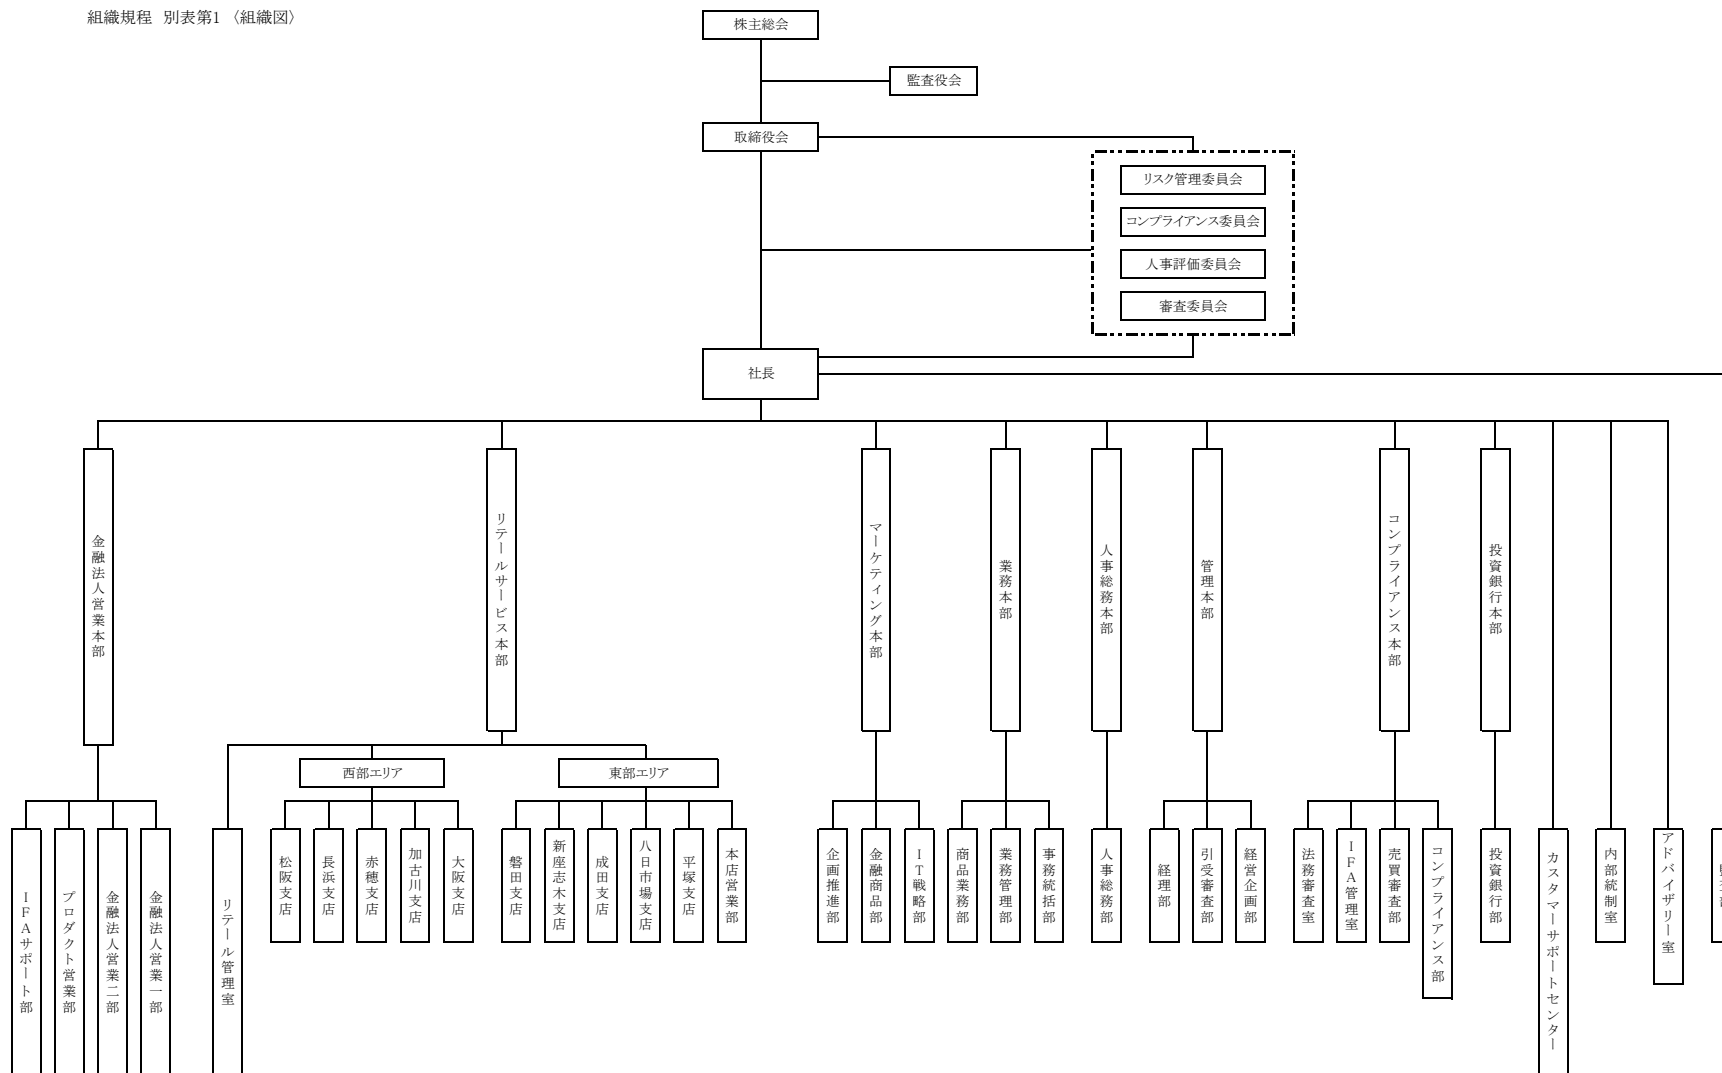 組織規程 別表第1 〈組織図〉
株主総会
監査役会
取締役会
リスク管理委員会
コンプライアンス委員会
人事評価委員会
審査委員会
社長
金融法人営業本部
リテールサービス本部
マーケティング本部
業務本部
人事総務本部
管理本部
コンプライアンス本部
投資銀行本部
西部エリア
東部エリア
IFAサポート部
プロダクト営業部
金融法人営業二部
金融法人営業一部
リテール管理室
松阪支店
長浜支店
赤穂支店
加古川支店
大阪支店
磐田支店
新座志木支店
成田支店
八日市場支店
平塚支店
本店営業部
企画推進部
金融商品部
IT戦略部
商品業務部
業務管理部
事務統括部
人事総務部
経理部
引受審査部
経営企画部
法務審査室
IFA管理室
売買審査部
コンプライアンス部
投資銀行部
カスタマーサポートセンター
内部統制室
アドバイザリー室